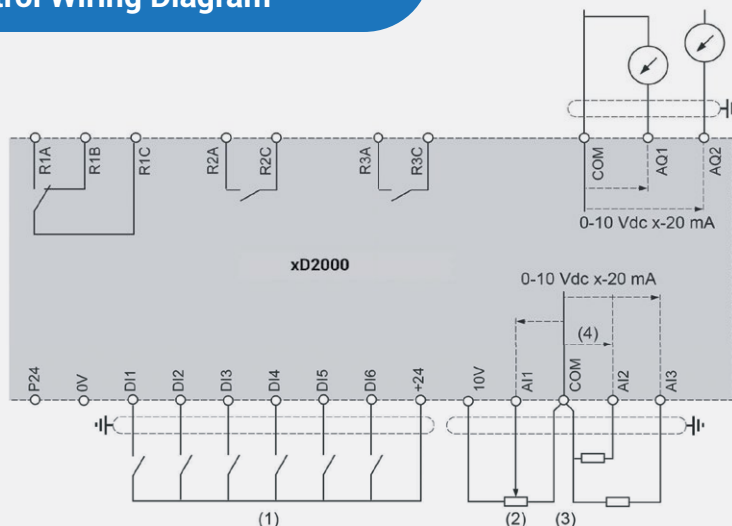 Wiring Diagram
R1A
R1B
R1C
R2A
R2C
R3A
R3C
COM
AQ1
AQ2
0-10 Vdc x-20 mA
xD2000
0-10 Vdc x-20 mA
(4)
P24
0V
DI1
DI2
DI3
DI4
DI5
DI6
+24
10V
AI1
COM
AI2
AI3
(1)
(2)
(3)